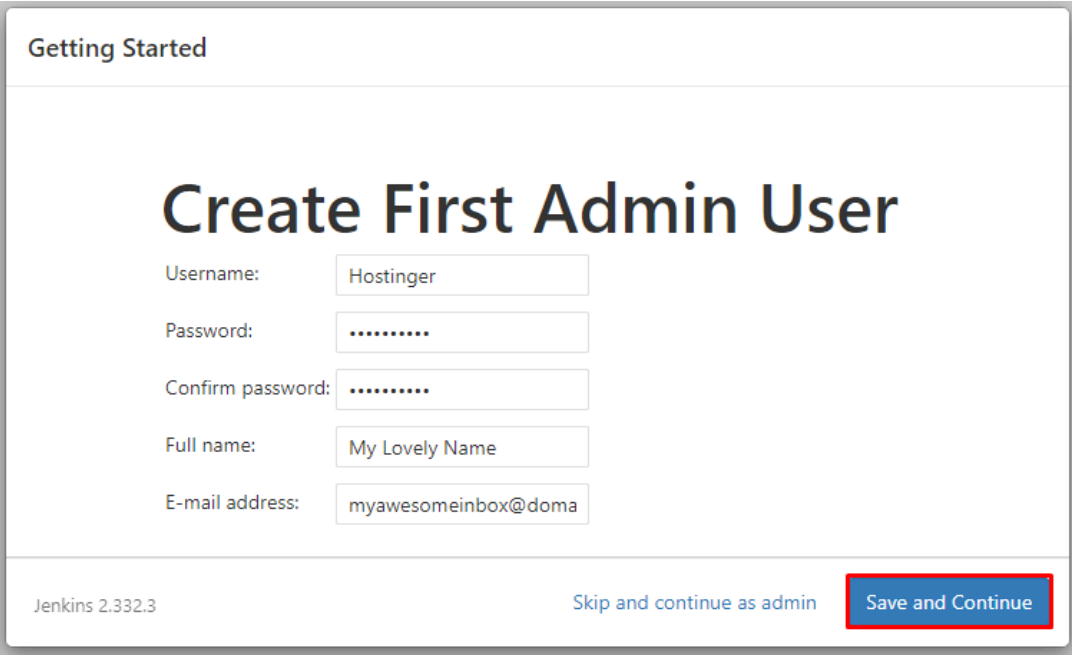 Getting Started
Create First Admin User
Username: Hostinger
Password: ••••••••••
Confirm password: ••••••••••
Full name: My Lovely Name
E-mail address: myawesomeinbox@doma
Jenkins 2.332.3 Skip and continue as admin Save and Continue